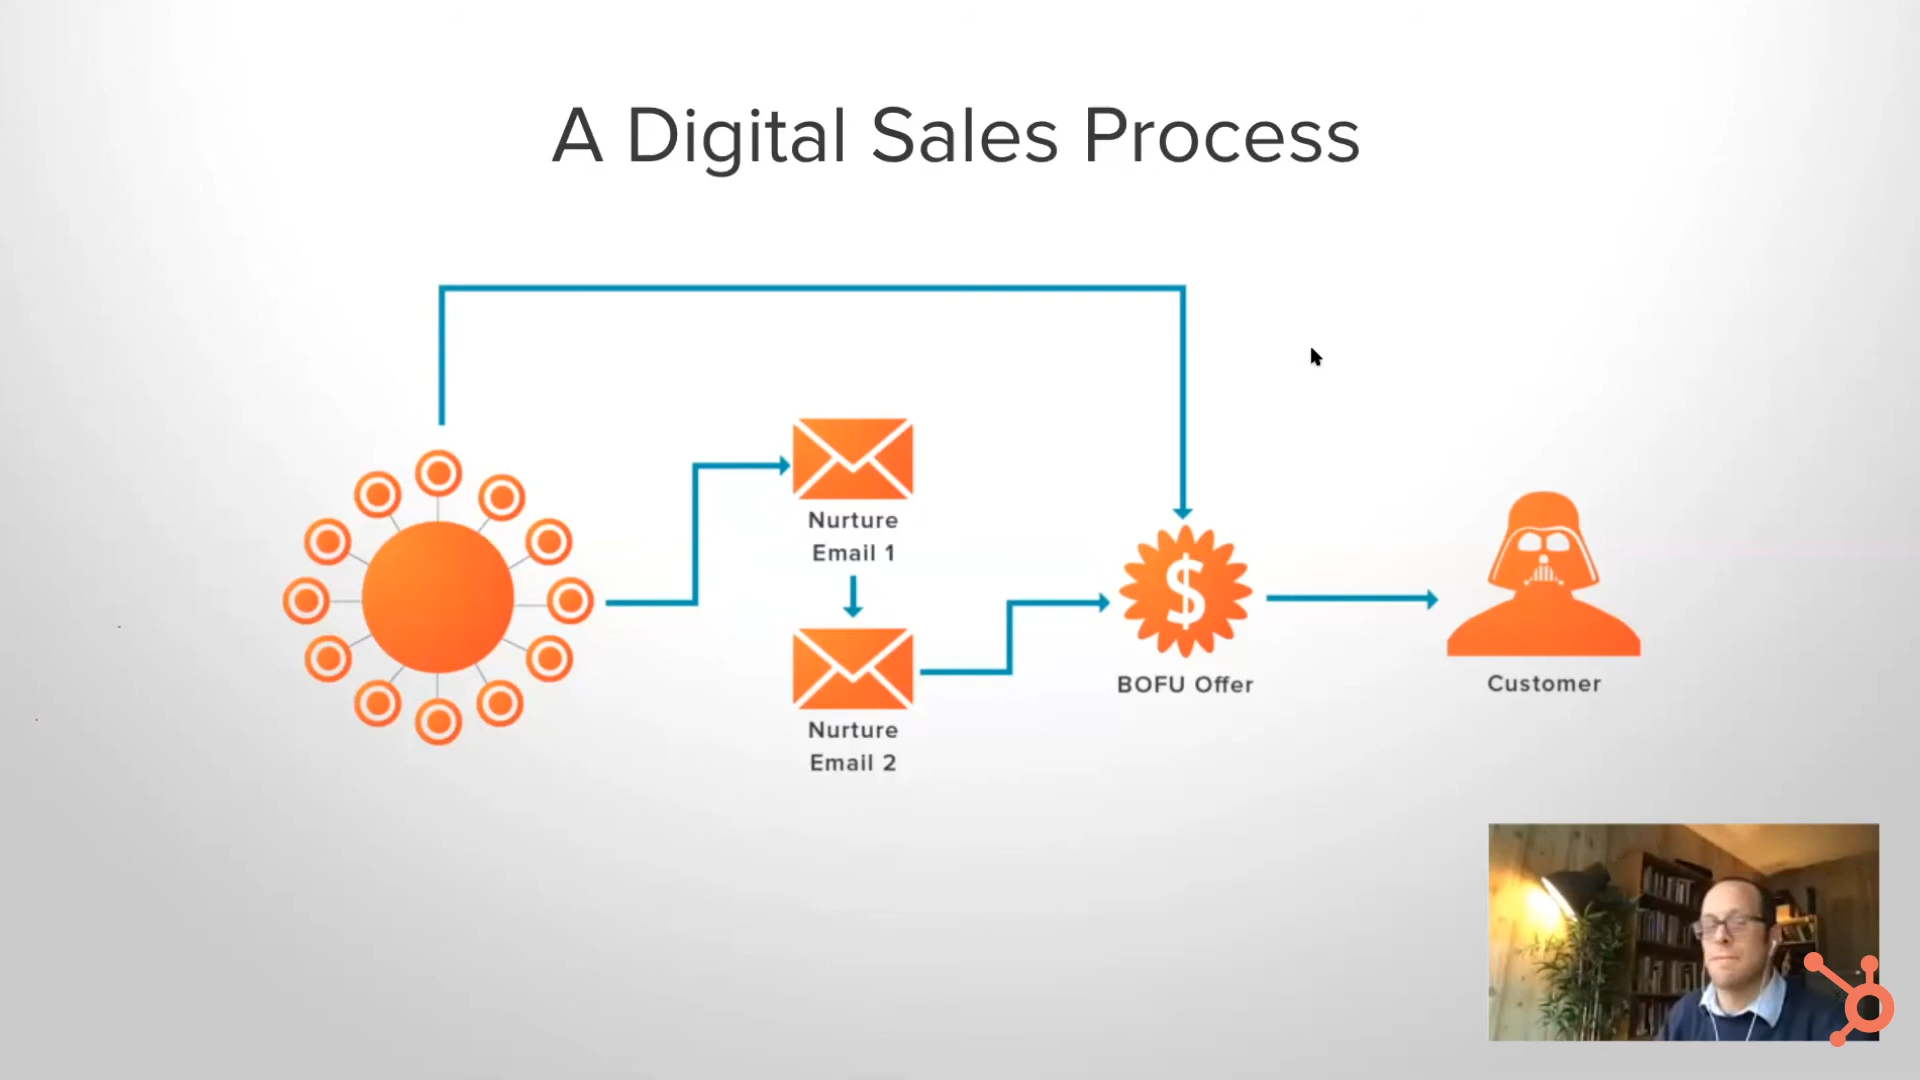 A Digital Sales Process
Nurture
Email 1
Nurture
Email 2
$
BOFU Offer
Customer